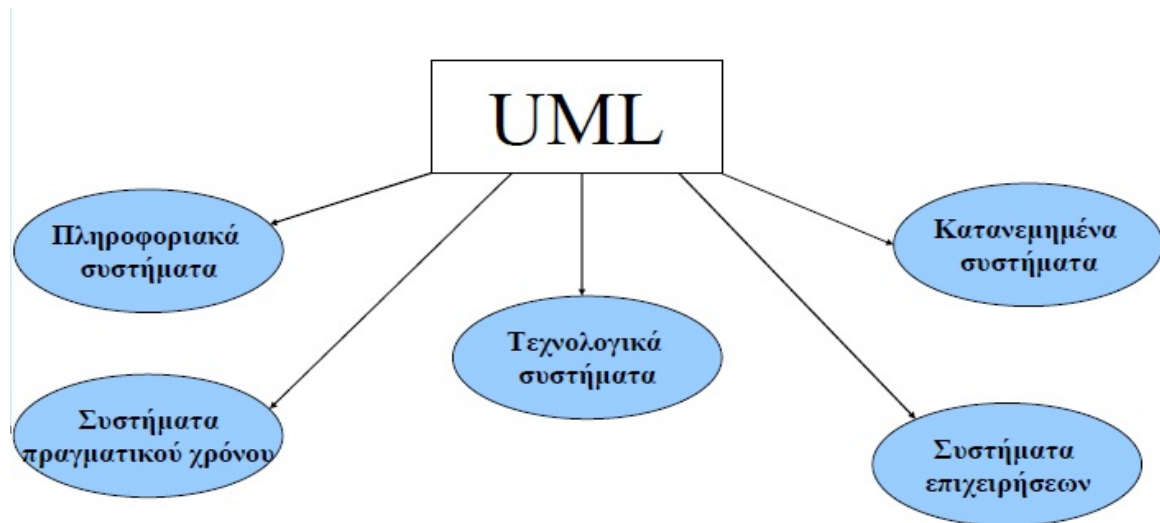 UML
Πληροφοριακά
συστήματα
Κατανεμημένα
συστήματα
Τεχνολογικά
συστήματα
Συστήματα
πραγματικού χρόνου
Συστήματα
επιχειρήσεων